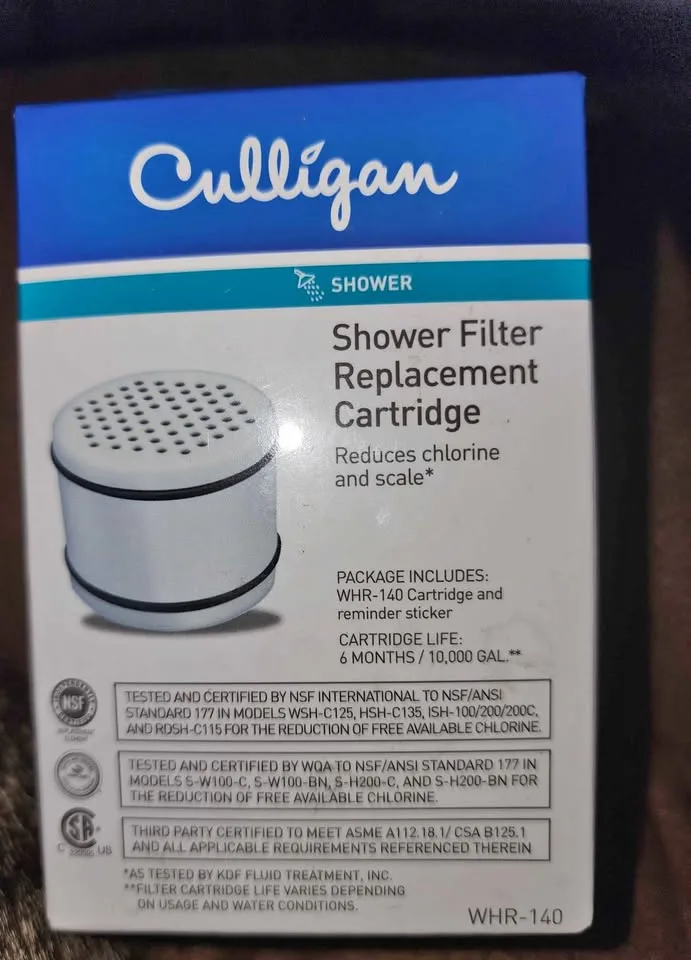 Culligan
SHOWER
Shower Filter
Replacement
Cartridge
Reduces chlorine
and scale*
PACKAGE INCLUDES:
WHR-140 Cartridge and
reminder sticker
CARTRIDGE LIFE:
6 MONTHS / 10,000 GAL.**
NSF
TESTED AND CERTIFIED BY NSF INTERNATIONAL TO NSF/ANSI
STANDARD 177 IN MODELS WSH-C125, HSH-C135, ISH-100/200/200C,
AND RDSH-C115 FOR THE REDUCTION OF FREE AVAILABLE CHLORINE.
TESTED AND CERTIFIED BY WQA TO NSF/ANSI STANDARD 177 IN
MODELS S-W100-C, S-W100-BN, S-H200-C, AND S-H200-BN FOR
THE REDUCTION OF FREE AVAILABLE CHLORINE.
C US
THIRD PARTY CERTIFIED TO MEET ASME A112.18.1/ CSA B125.1
AND ALL APPLICABLE REQUIREMENTS REFERENCED THEREIN
*AS TESTED BY KDF FLUID TREATMENT, INC.
**FILTER CARTRIDGE LIFE VARIES DEPENDING
ON USAGE AND WATER CONDITIONS.
WHR-140